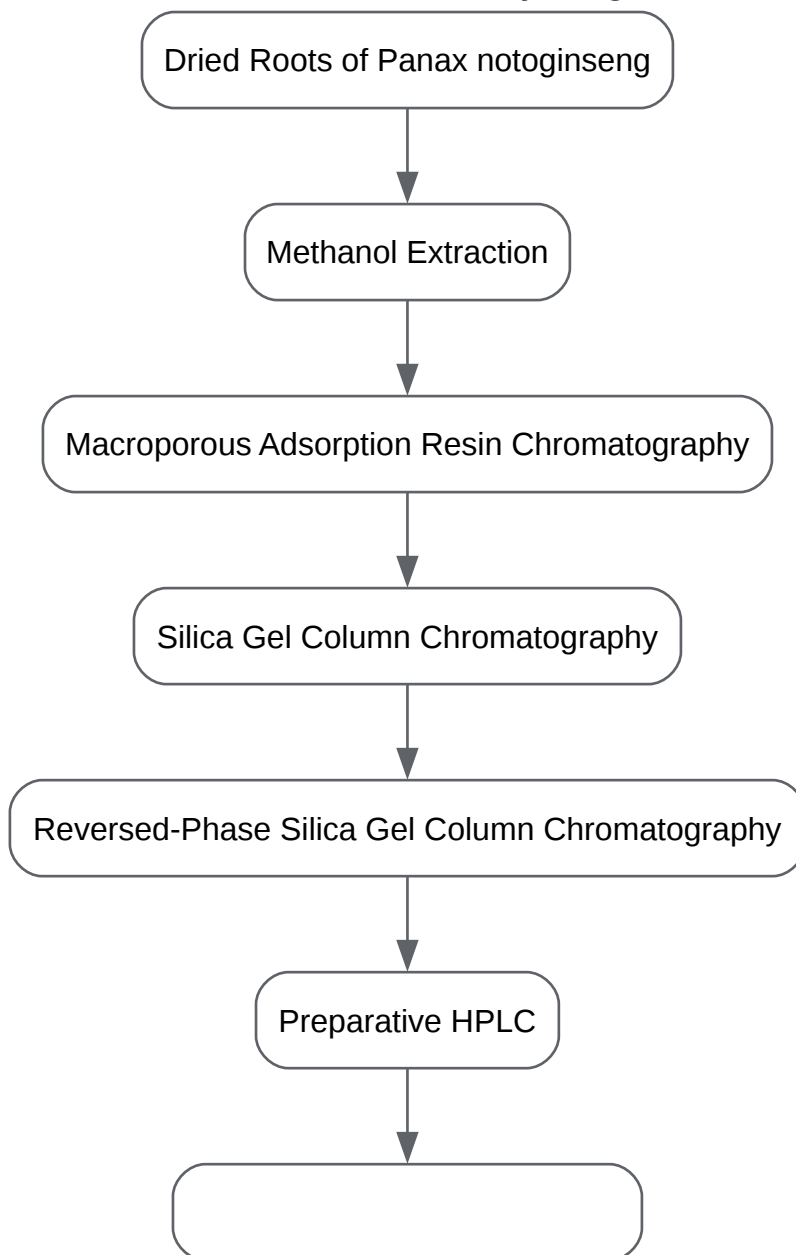 Dried Roots of Panax notoginseng
Methanol Extraction
Macroporous Adsorption Resin Chromatography
Silica Gel Column Chromatography
Reversed-Phase Silica Gel Column Chromatography
Preparative HPLC